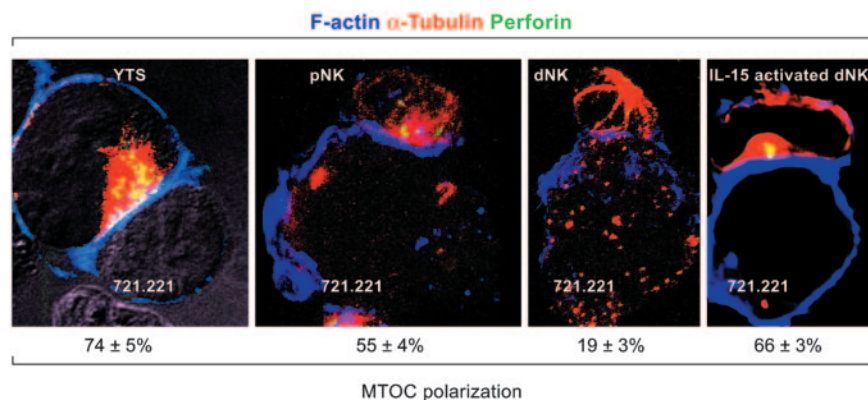 F-actin α-Tubulin Perforin
YTS
pNK
dNK
IL-15 activated dNK
721.221
721.221
721.221
721.221
74 ± 5%
55 ± 4%
19 ± 3%
66 ± 3%
MTOC polarization